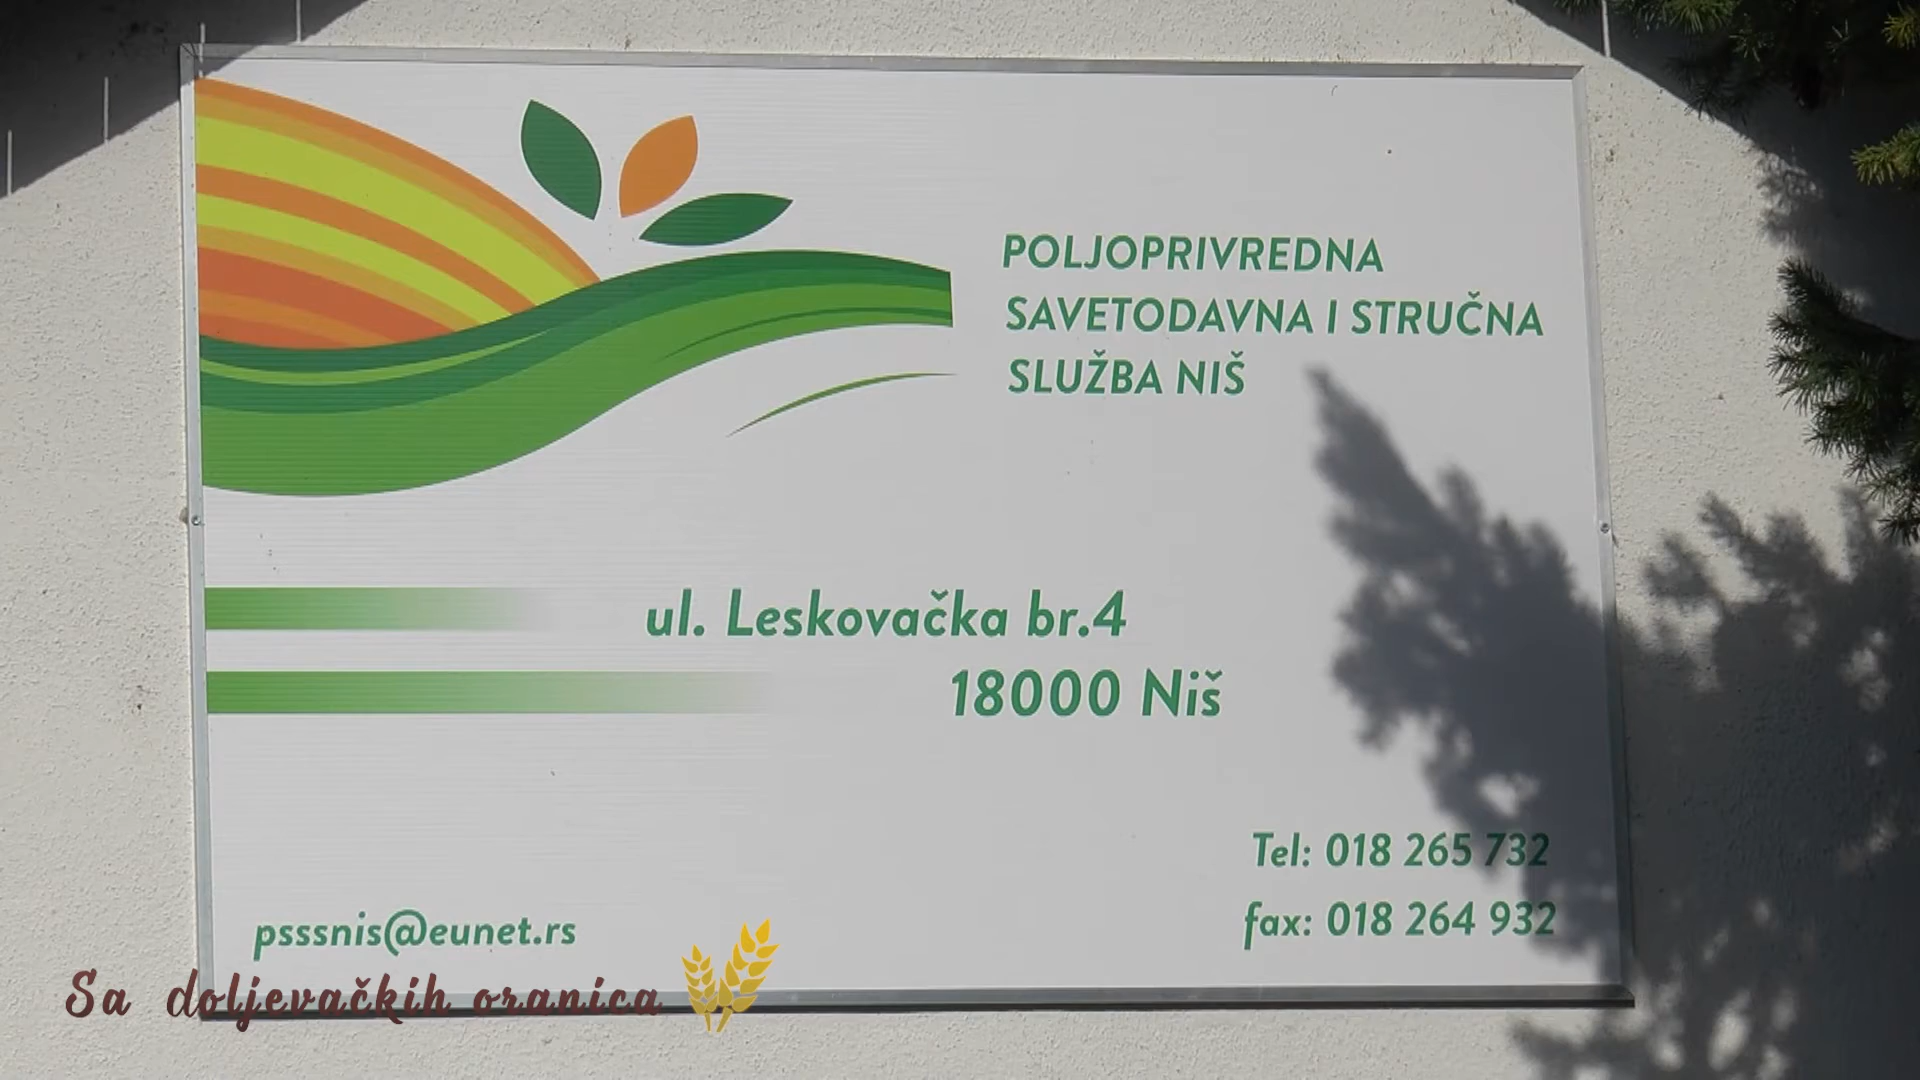 POLJOPRIVREDNA
SAVETODAVNA I STRUČNA
SLUŽBA NIŠ
ul. Leskovačka br.4
18000 Niš
Tel: 018 265 732
fax: 018 264 932
psssnis@eunet.rs
Sa doljevačkih oranica